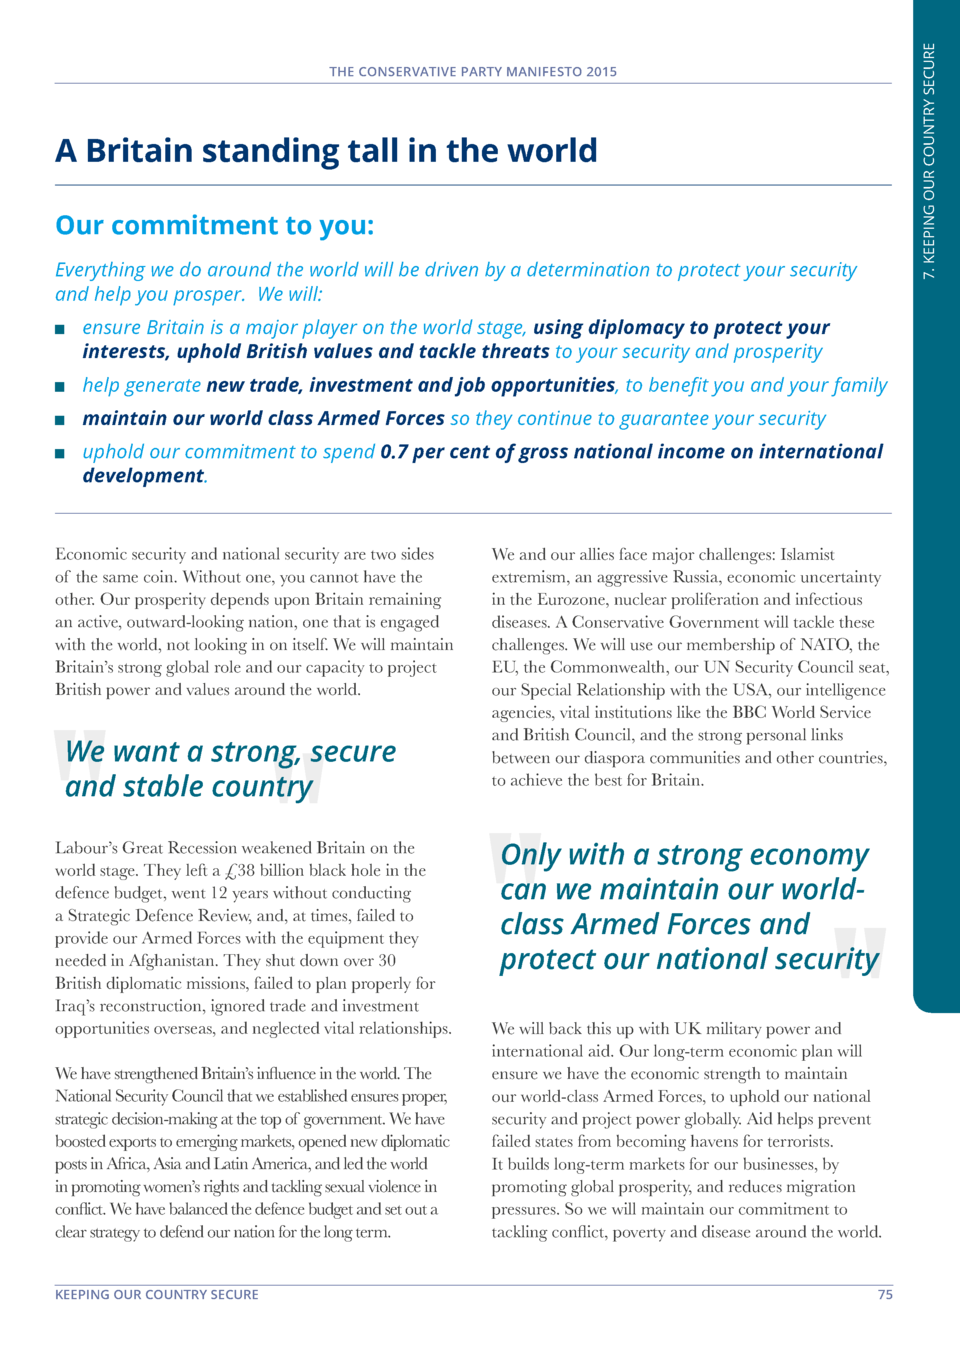 THE CONSERVATIVE PARTY MANIFESTO 2015
7. KEEPING OUR COUNTRY SECURE
A Britain standing tall in the world
Our commitment to you:
Everything we do around the world will be driven by a determination to protect your security
and help you prosper.  We will:
■ ensure Britain is a major player on the world stage, using diplomacy to protect your
interests, uphold British values and tackle threats to your security and prosperity
■ help generate new trade, investment and job opportunities, to benefit you and your family
■ maintain our world class Armed Forces so they continue to guarantee your security
■ uphold our commitment to spend 0.7 per cent of gross national income on international
development.
Economic security and national security are two sides
of the same coin. Without one, you cannot have the
other. Our prosperity depends upon Britain remaining
an active, outward-looking nation, one that is engaged
with the world, not looking in on itself. We will maintain
Britain’s strong global role and our capacity to project
British power and values around the world.
"We want a strong, secure
and stable country"
Labour’s Great Recession weakened Britain on the
world stage. They left a £38 billion black hole in the
defence budget, went 12 years without conducting
a Strategic Defence Review, and, at times, failed to
provide our Armed Forces with the equipment they
needed in Afghanistan. They shut down over 30
British diplomatic missions, failed to plan properly for
Iraq’s reconstruction, ignored trade and investment
opportunities overseas, and neglected vital relationships.
We have strengthened Britain’s influence in the world. The
National Security Council that we established ensures proper,
strategic decision-making at the top of government. We have
boosted exports to emerging markets, opened new diplomatic
posts in Africa, Asia and Latin America, and led the world
in promoting women’s rights and tackling sexual violence in
conflict. We have balanced the defence budget and set out a
clear strategy to defend our nation for the long term.
We and our allies face major challenges: Islamist
extremism, an aggressive Russia, economic uncertainty
in the Eurozone, nuclear proliferation and infectious
diseases. A Conservative Government will tackle these
challenges. We will use our membership of NATO, the
EU, the Commonwealth, our UN Security Council seat,
our Special Relationship with the USA, our intelligence
agencies, vital institutions like the BBC World Service
and British Council, and the strong personal links
between our diaspora communities and other countries,
to achieve the best for Britain.
"Only with a strong economy
can we maintain our world-
class Armed Forces and
protect our national security"
We will back this up with UK military power and
international aid. Our long-term economic plan will
ensure we have the economic strength to maintain
our world-class Armed Forces, to uphold our national
security and project power globally. Aid helps prevent
failed states from becoming havens for terrorists.
It builds long-term markets for our businesses, by
promoting global prosperity, and reduces migration
pressures. So we will maintain our commitment to
tackling conflict, poverty and disease around the world.
KEEPING OUR COUNTRY SECURE
75